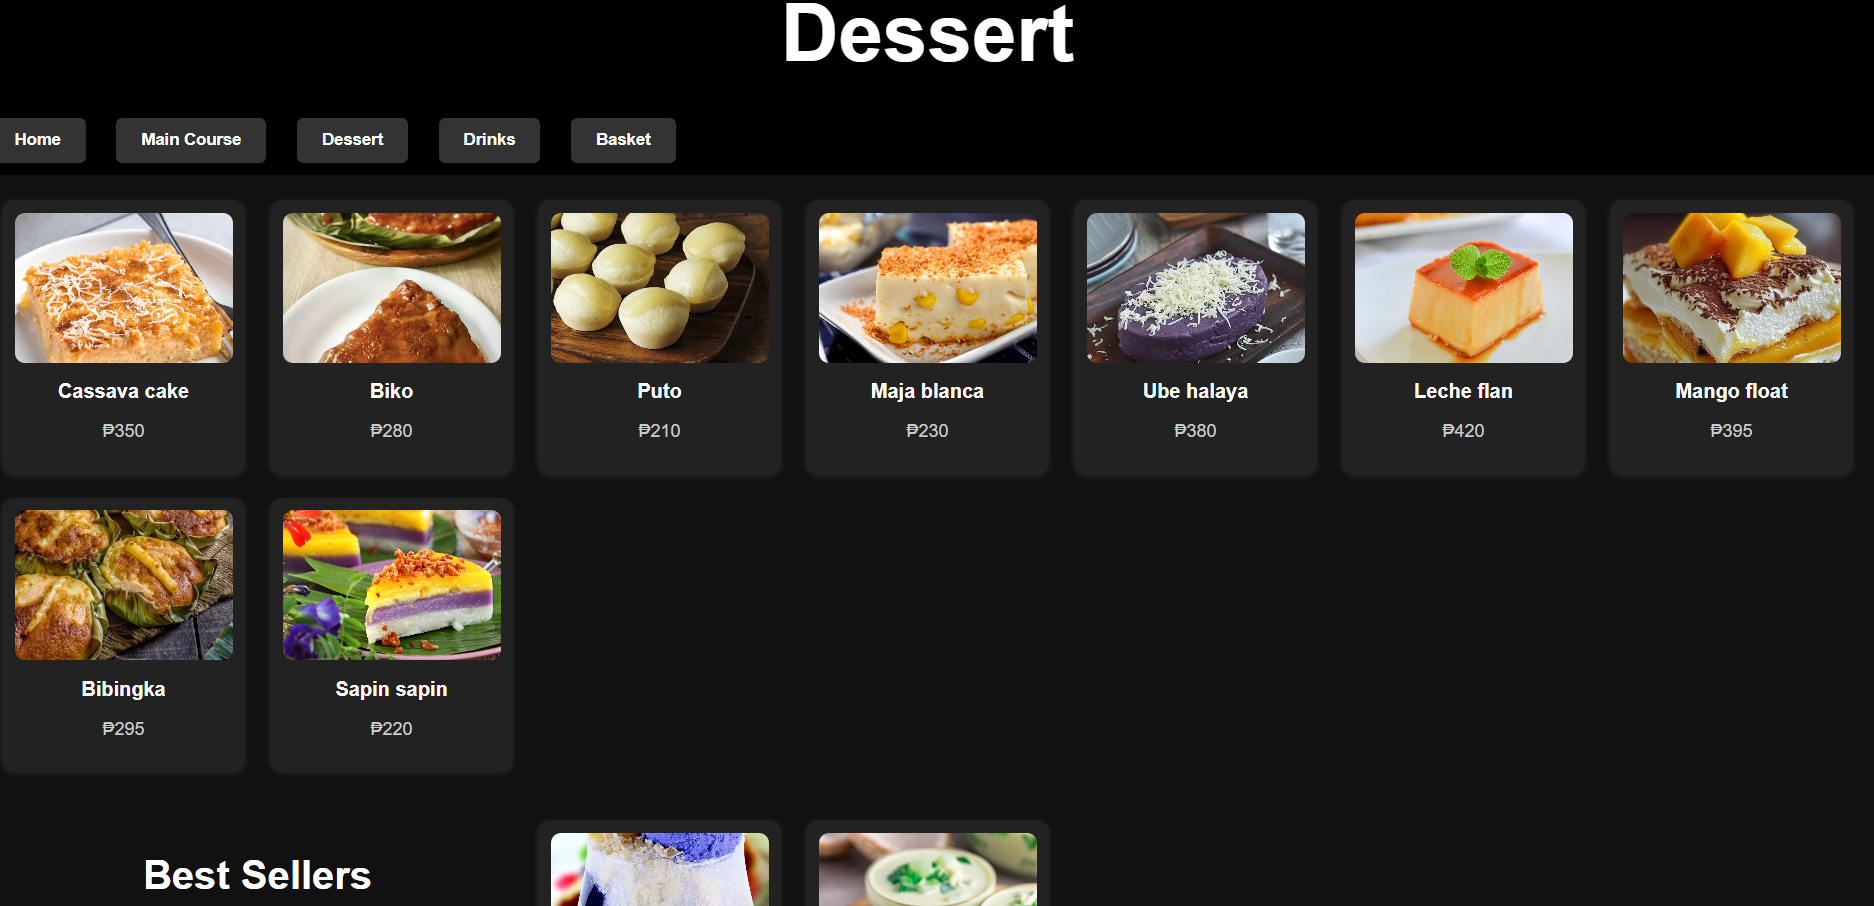 Dessert
Home
Main Course
Dessert
Drinks
Basket
Cassava cake
₱350
Biko
₱280
Puto
₱210
Maja blanca
₱230
Ube halaya
₱380
Leche flan
₱420
Mango float
₱395
Bibingka
₱295
Sapin sapin
₱220
Best Sellers